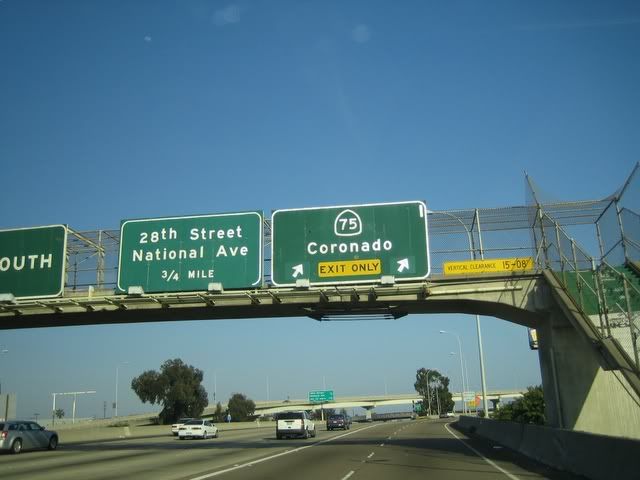 OUTH
28th Street
National Ave
3/4 MILE
75
Coronado
EXIT ONLY
VERTICAL CLEARANCE 15-08